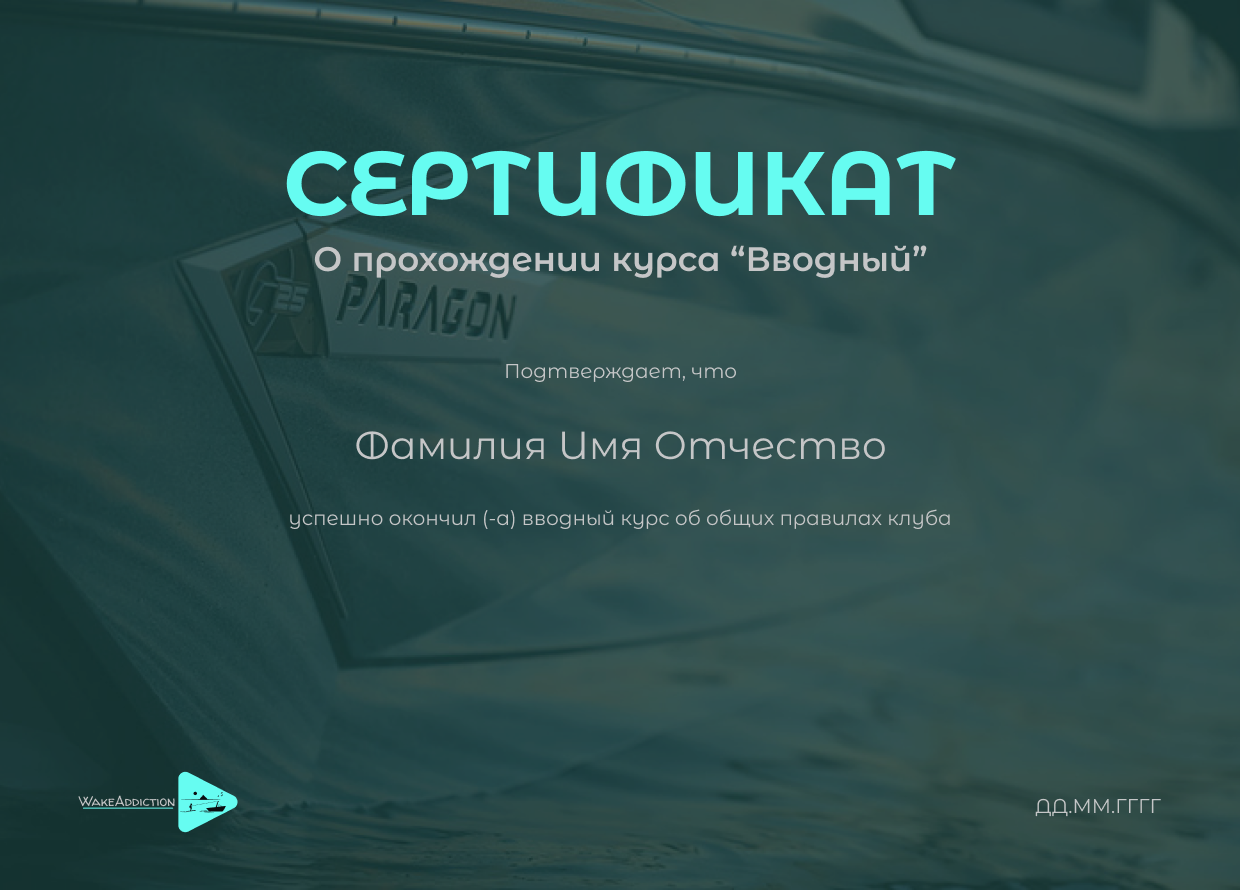 СЕРТИФИКАТ
О прохождении курса “Вводный”
G25
PARAGON
Подтверждает, что
Фамилия Имя Отчество
успешно окончил (-а) вводный курс об общих правилах клуба
WAKEADDICTION
ДД.ММ.ГГГГ